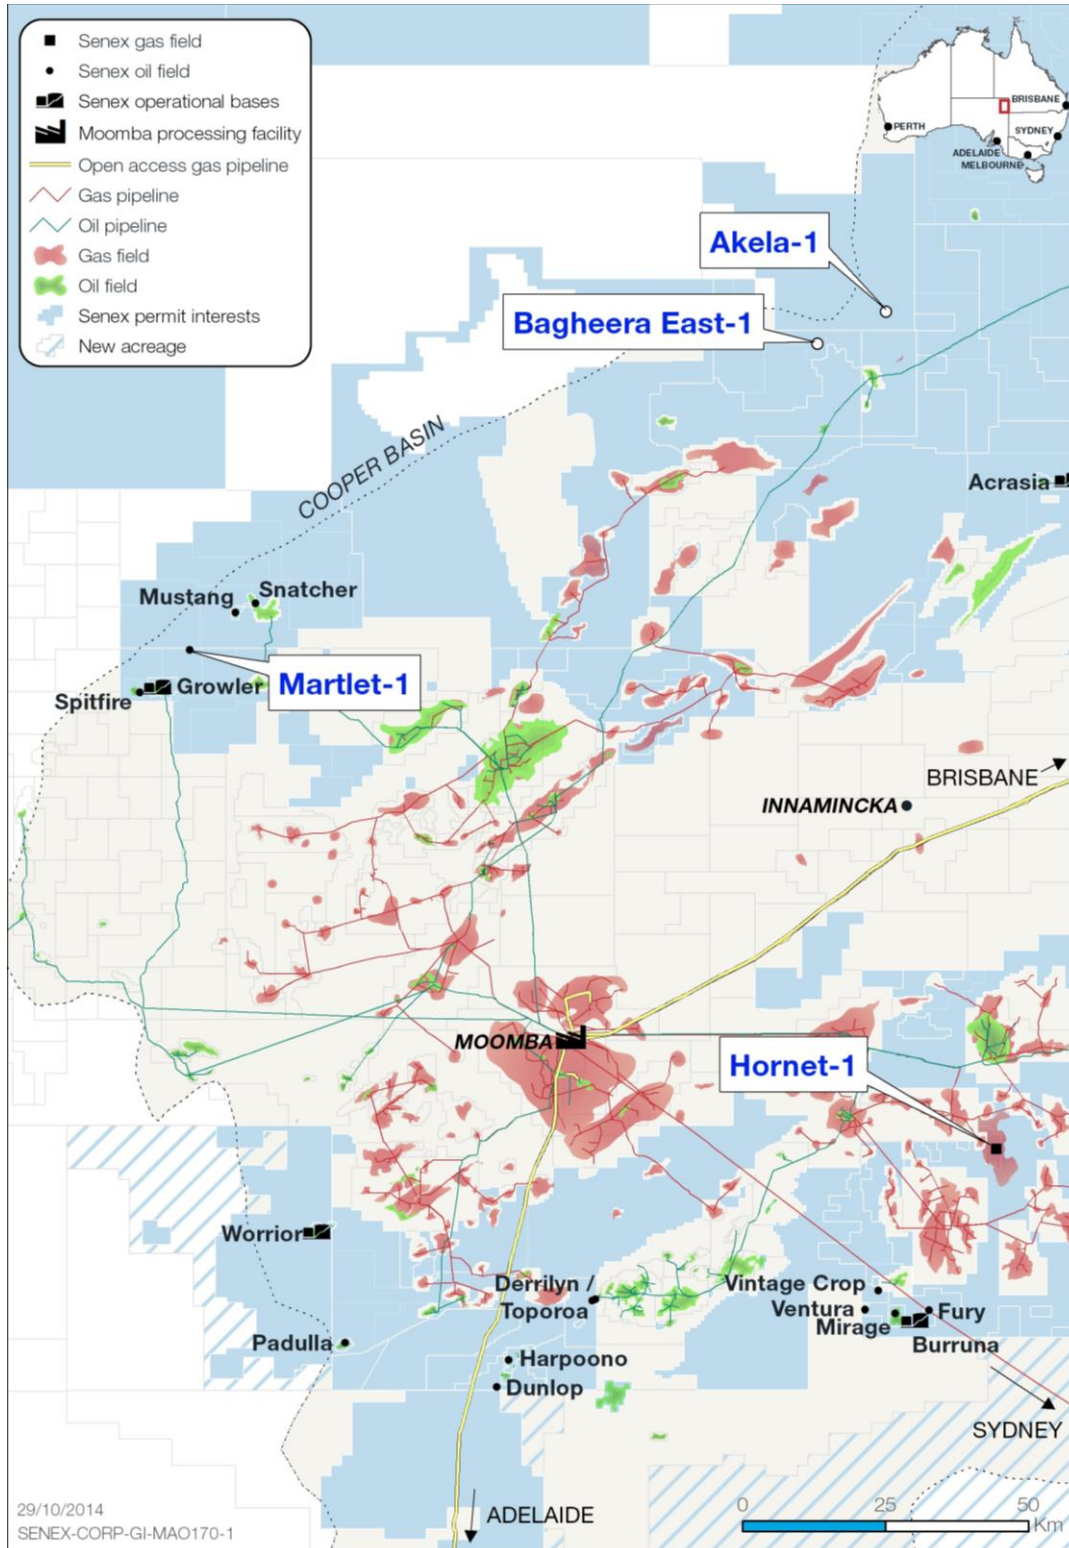 Senex gas field
Senex oil field
Senex operational bases
Moomba processing facility
Open access gas pipeline
Gas pipeline
Oil pipeline
Gas field
Oil field
Senex permit interests
New acreage
BRISBANE
PERTH
SYDNEY
ADELAIDE
MELBOURNE
Akela-1
Bagheera East-1
COOPER BASIN
Acrasia
Mustang
Snatcher
Martlet-1
Growler
Spitfire
BRISBANE
INNAMINCKA
MOOMBA
Hornet-1
Worrior
Derrilyn /
Toporoa
Vintage Crop
Ventura
Mirage
Fury
Burruna
Padulla
Harpoono
Dunlop
SYDNEY
ADELAIDE
0 25 50
Km
29/10/2014
SENEX-CORP-GI-MAO170-1